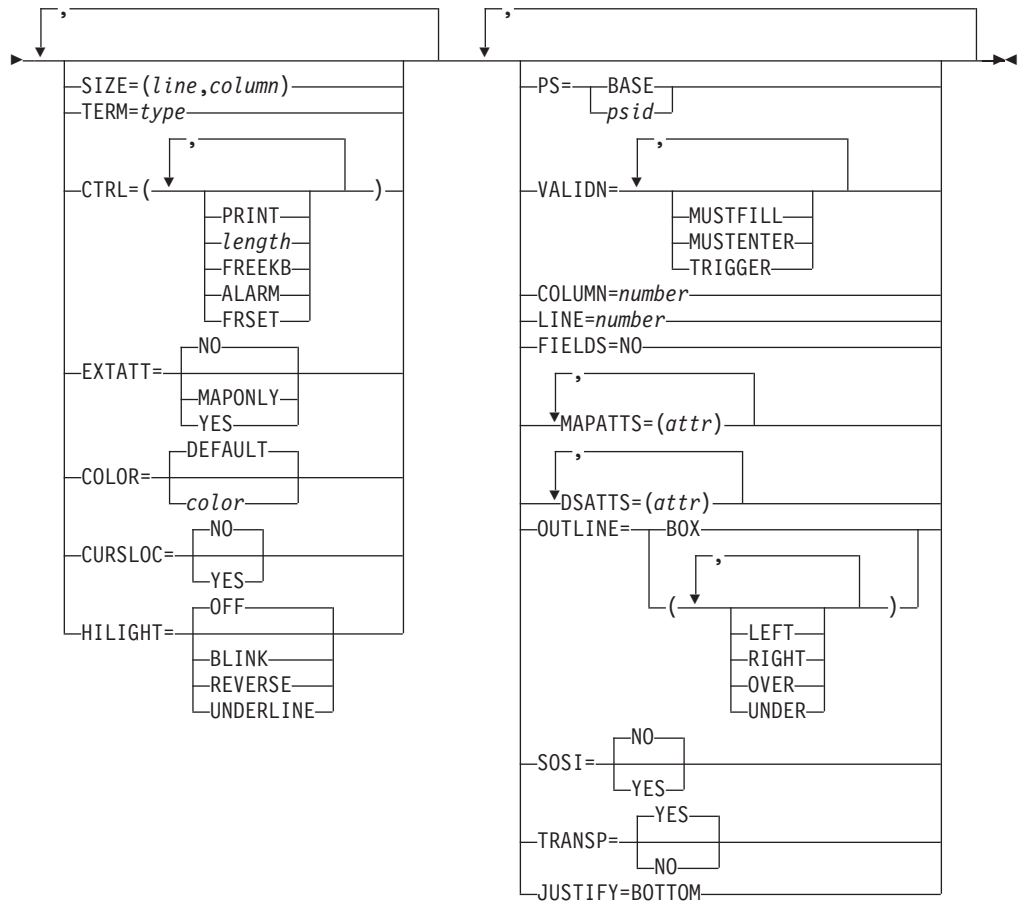 ,
SIZE=(line,column)
TERM=type
,
CTRL=( )
PRINT
length
FREEKB
ALARM
FRSET
NO
EXTATT=
MAPONLY
YES
DEFAULT
COLOR=
color
NO
CURSLOC=
YES
OFF
HILIGHT=
BLINK
REVERSE
UNDERLINE
,
PS= BASE
psid
,
VALIDN=
MUSTFILL
MUSTENTER
TRIGGER
COLUMN=number
LINE=number
FIELDS=NO
,
MAPATTS=(attr)
,
DSATTS=(attr)
OUTLINE= BOX
,
( )
LEFT
RIGHT
OVER
UNDER
NO
SOSI=
YES
YES
TRANSP=
NO
JUSTIFY=BOTTOM